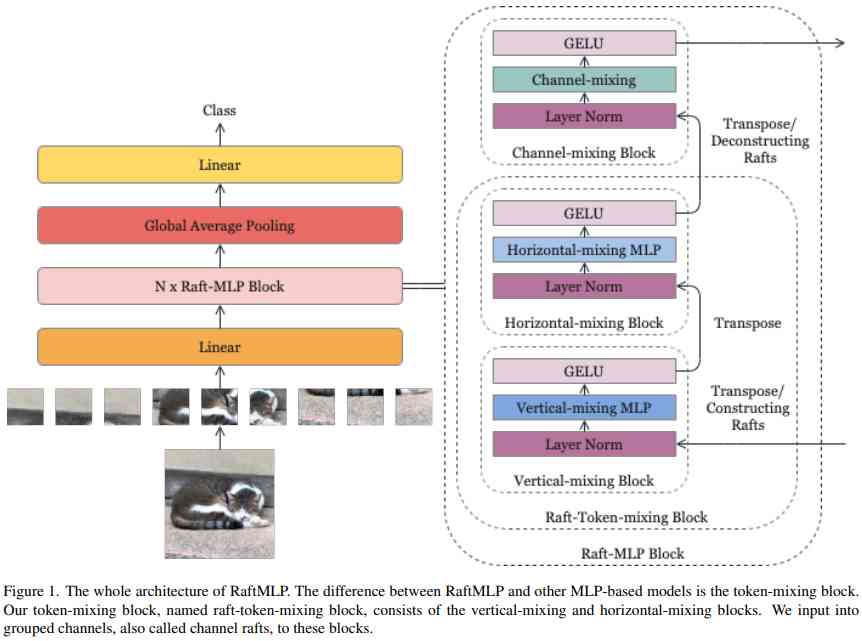 Class
Linear
Global Average Pooling
N x Raft-MLP Block
Linear
GELU
Channel-mixing
Layer Norm
Channel-mixing Block
Transpose/
Deconstructing
Rafts
GELU
Horizontal-mixing MLP
Layer Norm
Horizontal-mixing Block
Transpose
GELU
Vertical-mixing MLP
Layer Norm
Vertical-mixing Block
Transpose/
Constructing
Rafts
Raft-Token-mixing Block
Raft-MLP Block
Figure 1. The whole architecture of RaftMLP. The difference between RaftMLP and other MLP-based models is the token-mixing block.
Our token-mixing block, named raft-token-mixing block, consists of the vertical-mixing and horizontal-mixing blocks. We input into
grouped channels, also called channel rafts, to these blocks.